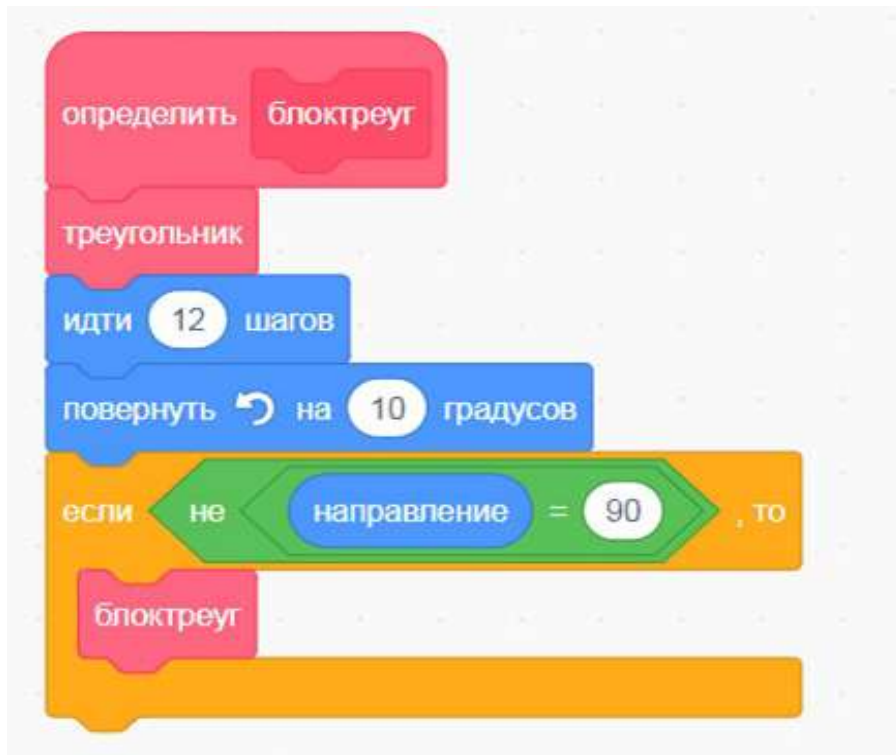 определить блоктреуг
треугольник
идти 12 шагов
повернуть на 10 градусов
если не направление = 90 , то
блоктреуг